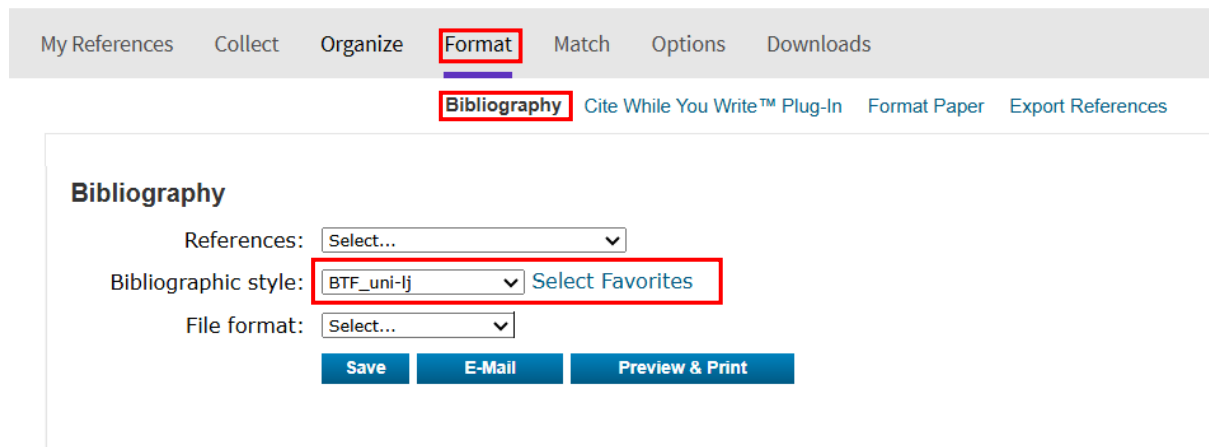 My References Collect Organize Format Match Options Downloads
Bibliography Cite While You Write™ Plug-In Format Paper Export References
Bibliography
References: Select...
Bibliographic style: BTF_uni-lj Select Favorites
File format: Select...
Save E-Mail Preview & Print